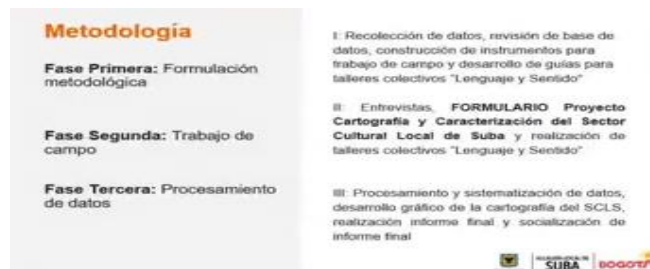 Metodología
Fase Primera: Formulación
metodológica
Fase Segunda: Trabajo de
campo
Fase Tercera: Procesamiento
de datos
I: Recolección de datos, revisión de base de
datos, construcción de instrumentos para
trabajo de campo y desarrollo de guías para
talleres colectivos "Lenguaje y Sentido"
II: Entrevistas, FORMULARIO Proyecto
Cartografía y Caracterización del Sector
Cultural Local de Suba y realización de
talleres colectivos "Lenguaje y Sentido"
III: Procesamiento y sistematización de datos,
desarrollo gráfico de la cartografía del SCLS,
realización informe final y socialización de
informe final
SUBA
BOGOTÁ